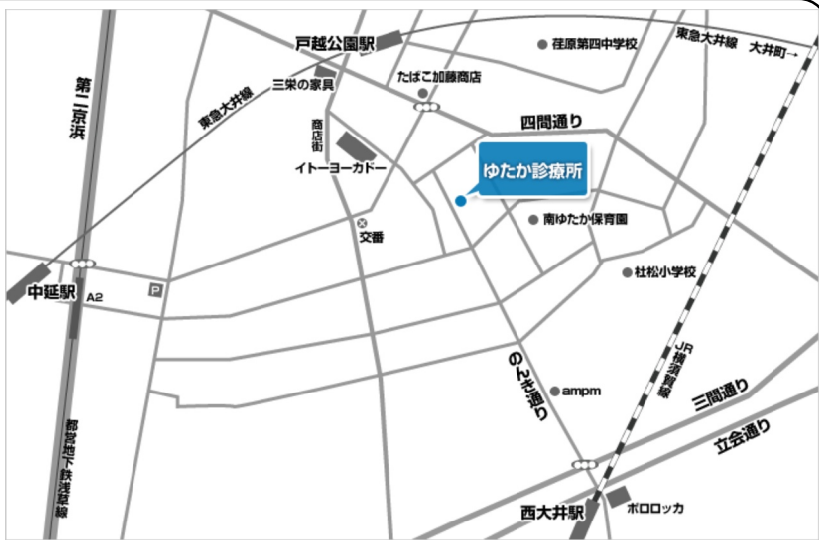 戸越公園駅
荏原第四中学校
東急大井線
大井町→
三栄の家具
たばこ加藤商店
第二京浜
東急大井線
商店街
四間通り
イトーヨーカドー
ゆたか診療所
南ゆたか保育園
交番
杜松小学校
中延駅
A2
P
JR横須賀線
のんき通り
ampm
三間通り
立会通り
都営地下鉄浅草線
西大井駅
ポロロッカ